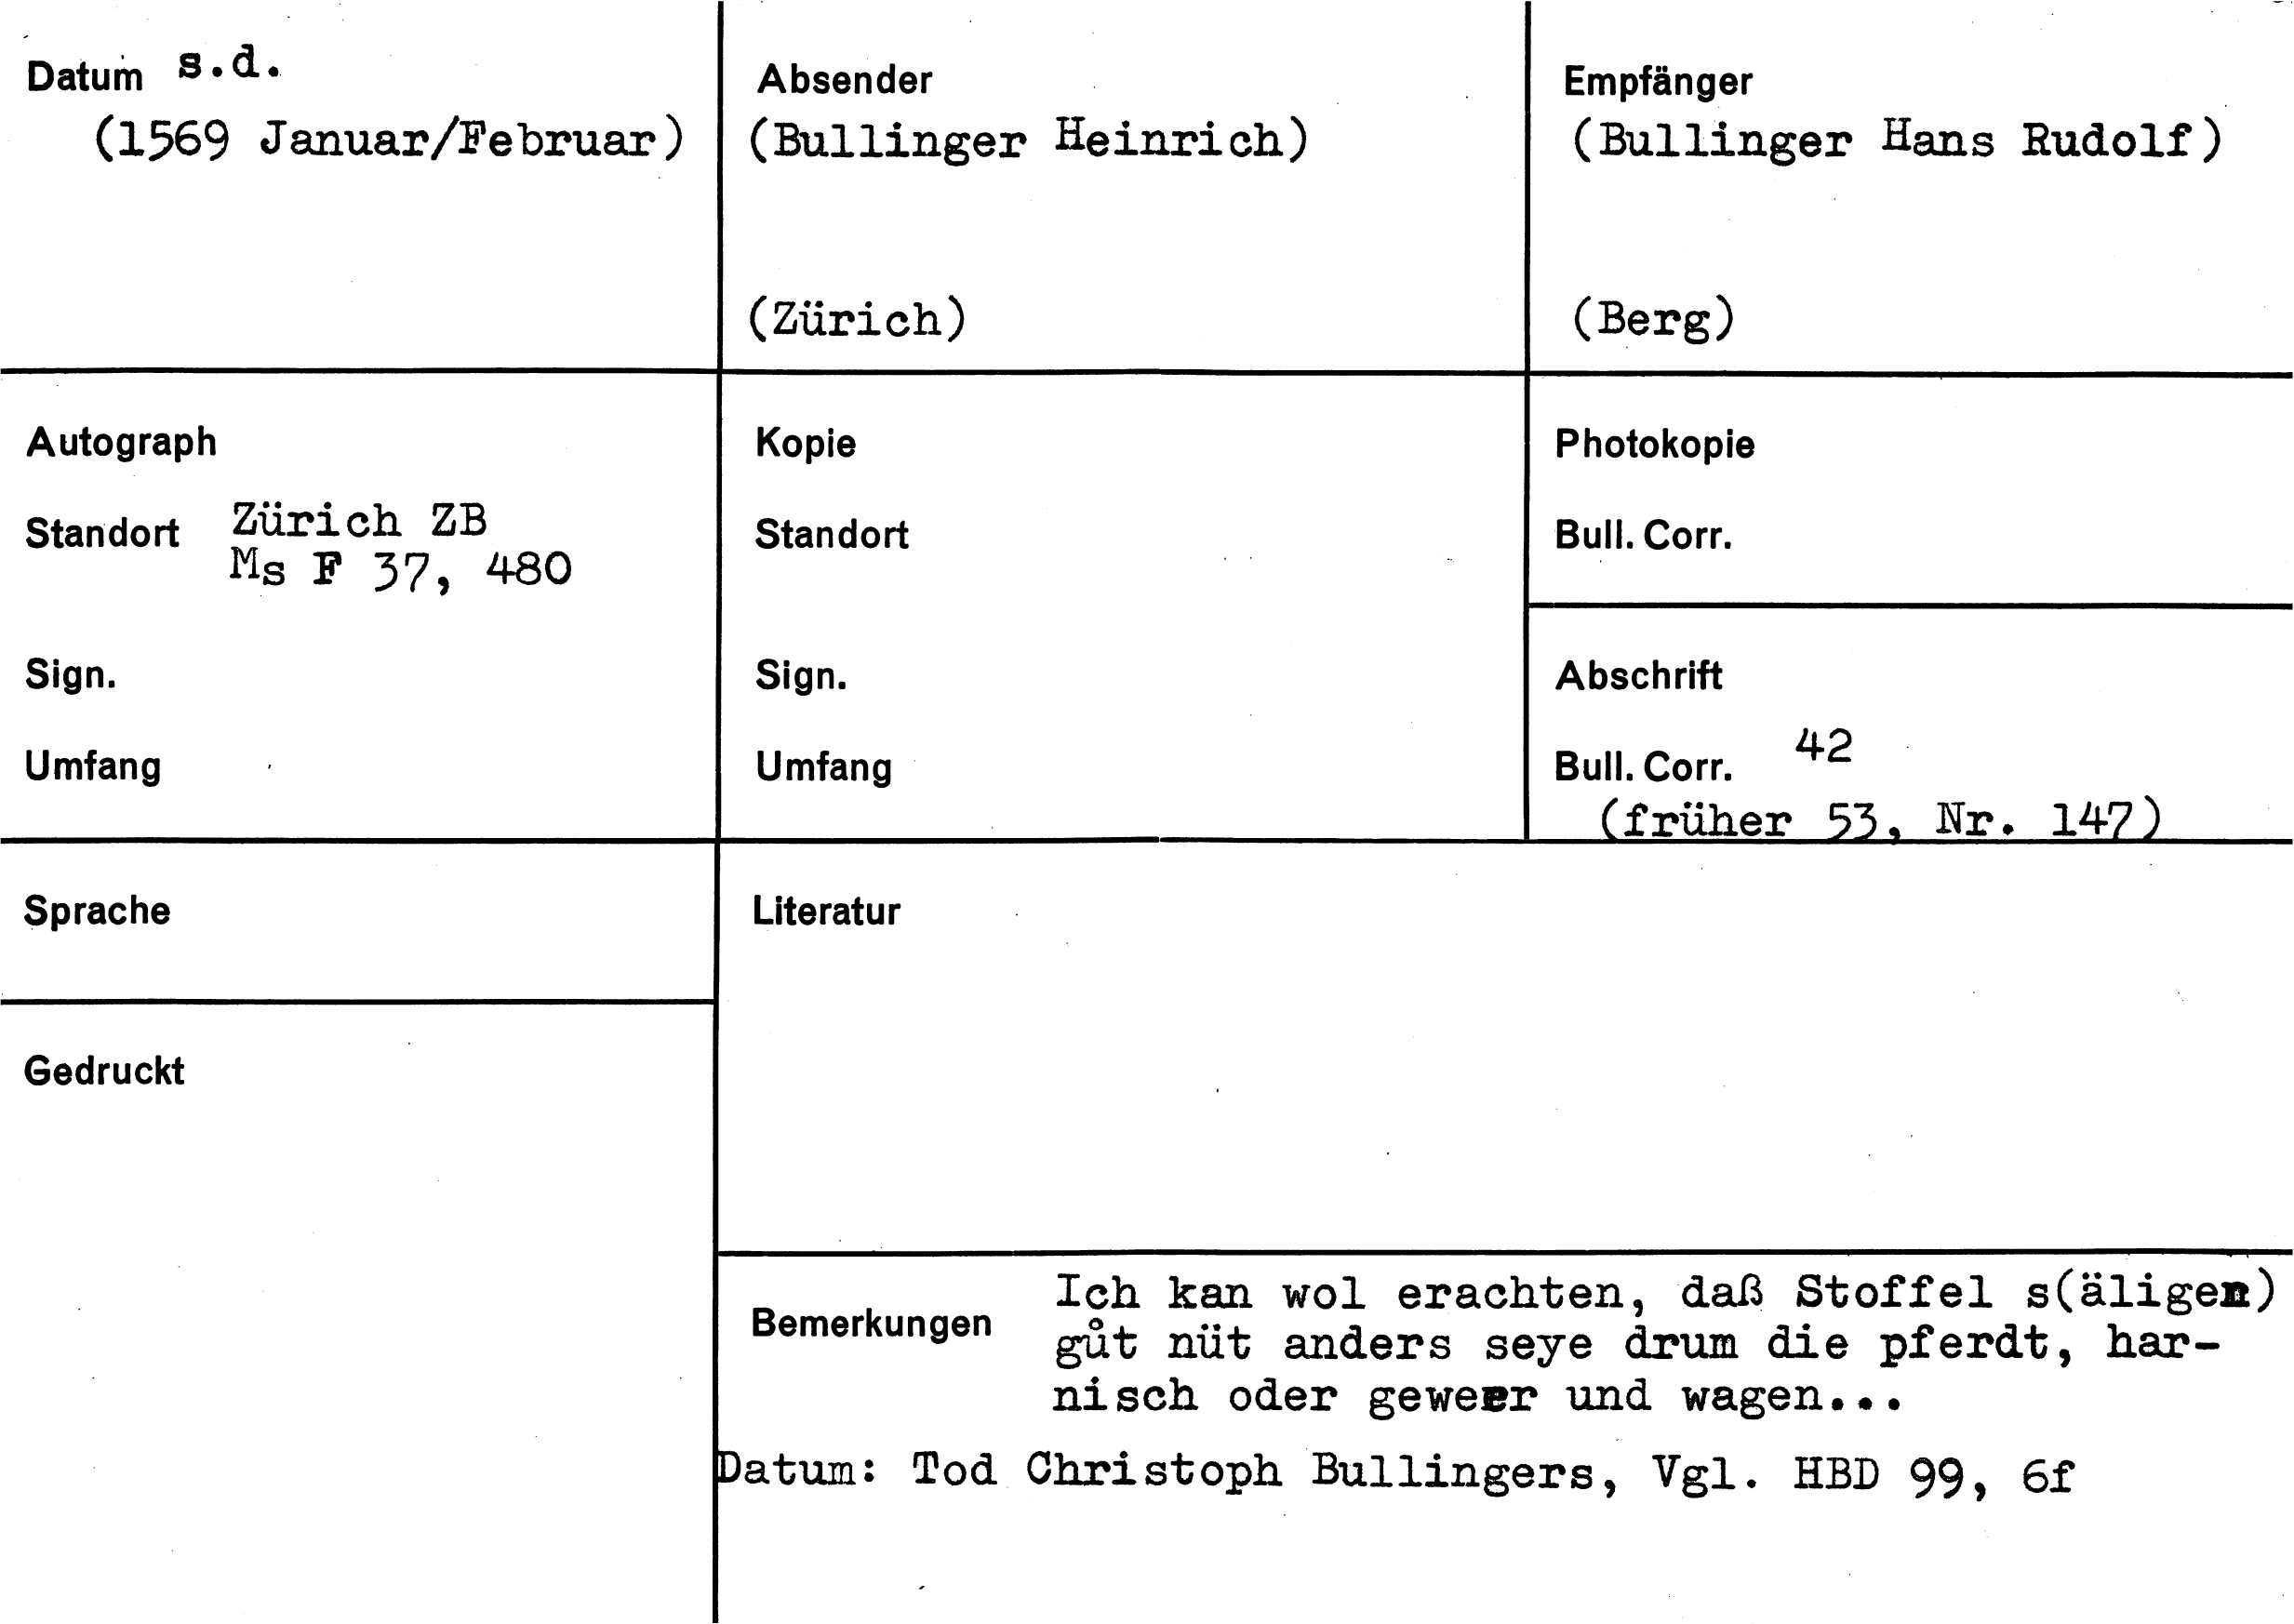 Datum s.d.
(1569 Januar/Februar)
Absender
(Bullinger Heinrich)
(Zürich)
Empfänger
(Bullinger Hans Rudolf)
(Berg)
Autograph
Standort Zürich ZB
Ms F 37, 480
Sign.
Umfang
Kopie
Standort
Sign.
Umfang
Photokopie
Bull. Corr.
Abschrift
Bull. Corr. 42
(früher 53, Nr. 147)
Sprache
Gedruckt
Literatur
Bemerkungen Ich kan wol erachten, daß Stoffel s(äligen)
gůt nüt anders seye drum die pferdt, har-
nisch oder geweer und wagen...
Datum: Tod Christoph Bullingers, Vgl. HBD 99, 6f